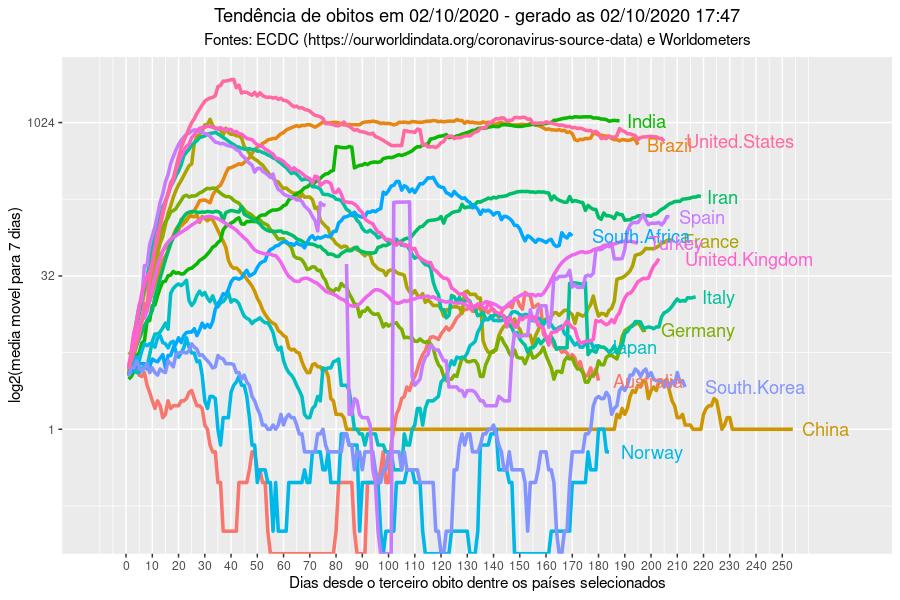 Tendência de obitos em 02/10/2020 - gerado as 02/10/2020 17:47
Fontes: ECDC (https://ourworldindata.org/coronavirus-source-data) e Worldometers
log2(media movel para 7 dias)
1024
32
1
India
Brazil
United.States
Iran
Spain
South.Africa
Turkey
France
United.Kingdom
Italy
Germany
Japan
Australia
South.Korea
China
Norway
0 10 20 30 40 50 60 70 80 90 100 110 120 130 140 150 160 170 180 190 200 210 220 230 240 250
Dias desde o terceiro obito dentre os países selecionados